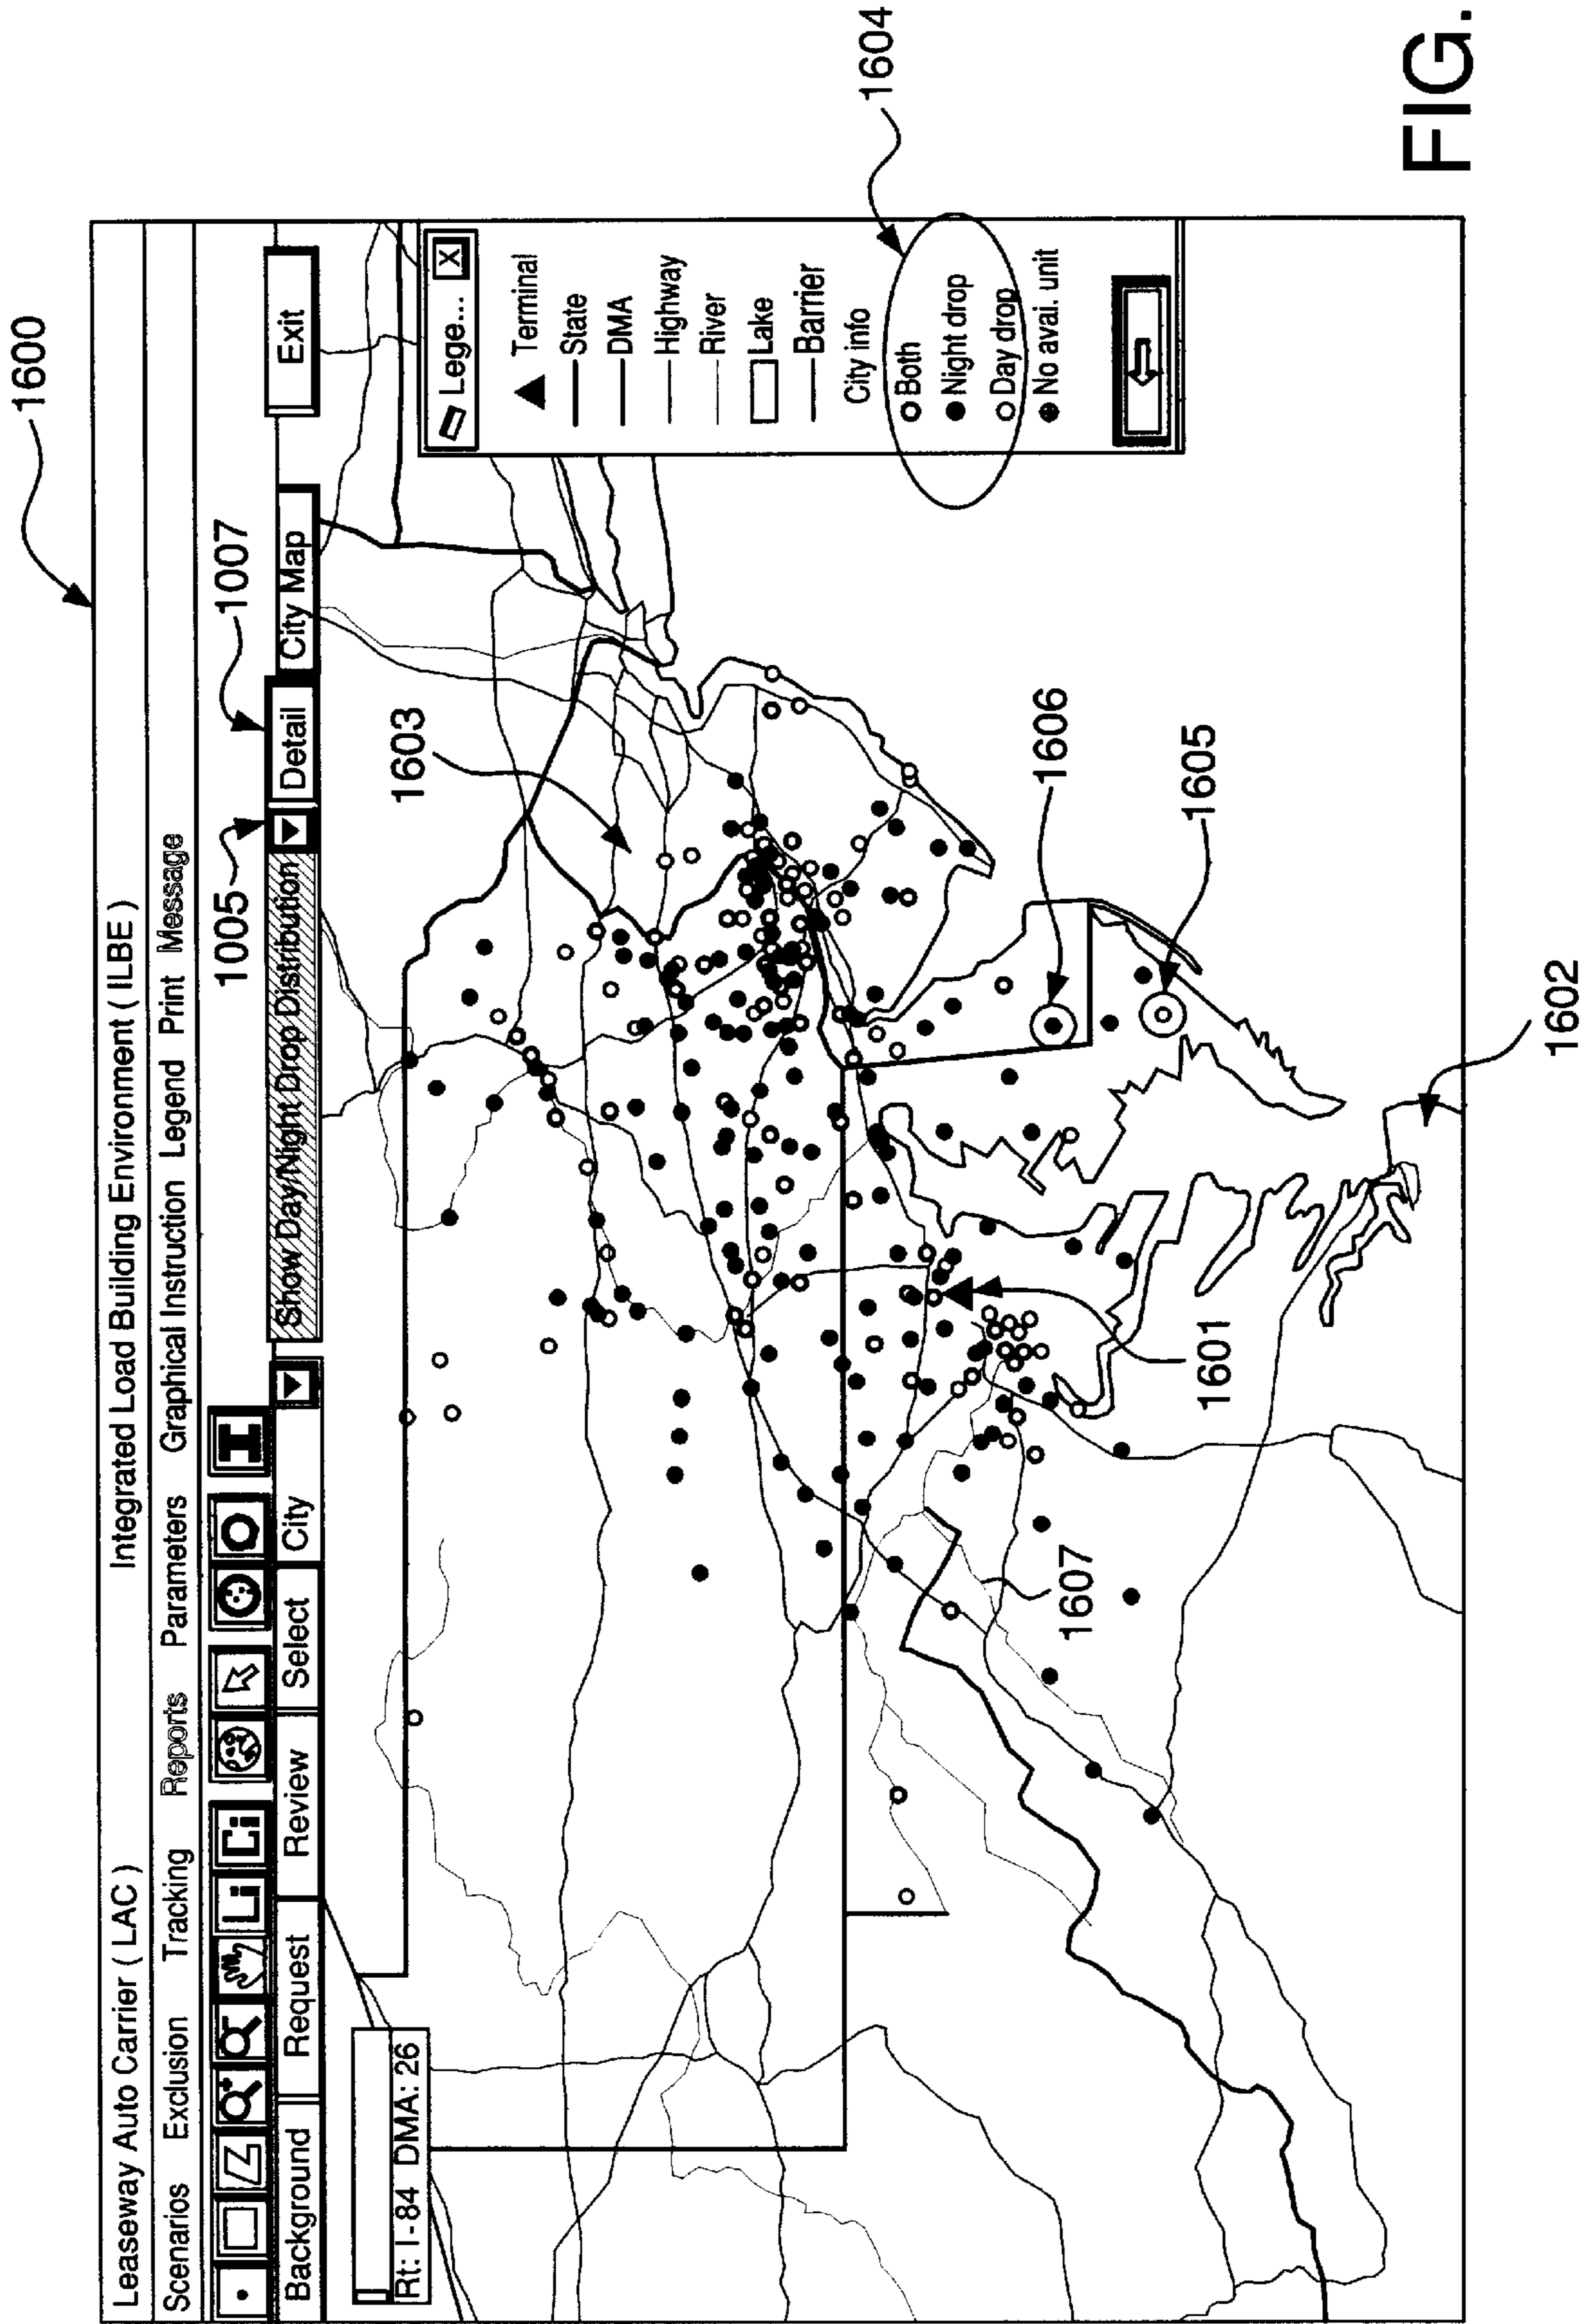 1600
Leaseway Auto Carrier ( LAC )
Integrated Load Building Environment ( ILBE )
Scenarios Exclusion Tracking Reports Parameters Graphical Instruction Legend Print Message
Li Ci H
1005
1007
Background Request Review Select City Show Day/Night Drop Distribution Detail City Map Exit
Rt: I-84 DMA: 26
1603
Lege... X
Terminal
State
DMA
Highway
River
Lake
Barrier
City info
Both
Night drop
Day drop
No avai. unit
1604
1606
1605
1601
1607
1602
FIG.